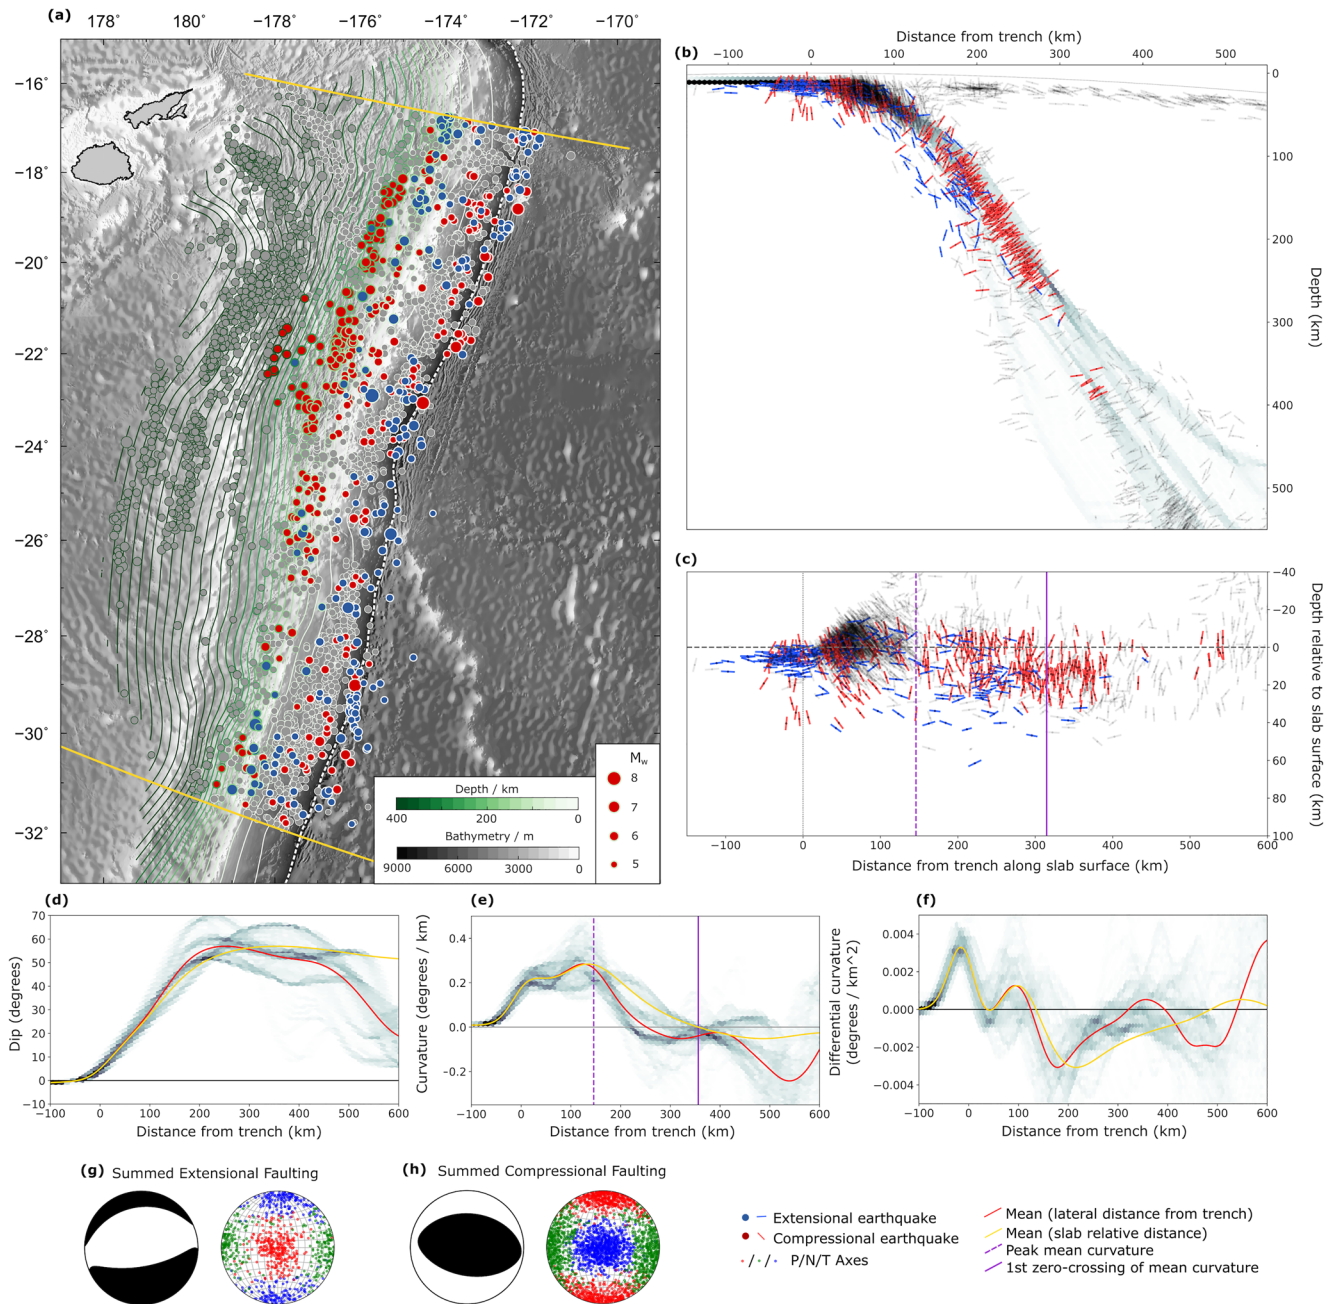 (a)
178° 180° −178° −176° −174° −172° −170°
−16°
−18°
−20°
−22°
−24°
−26°
−28°
−30°
−32°
Depth / km
400 200 0
Bathymetry / m
9000 6000 3000 0
Mw
8
7
6
5
(b)
Distance from trench (km)
−100 0 100 200 300 400 500
0
100
200
300
400
500
Depth (km)
(c)
−40
−20
0
20
40
60
80
100
Depth relative to slab surface (km)
−100 0 100 200 300 400 500 600
Distance from trench along slab surface (km)
(d)
70
60
50
40
30
20
10
0
−10
Dip (degrees)
−100 0 100 200 300 400 500 600
Distance from trench (km)
(e)
0.4
0.2
0.0
−0.2
Curvature (degrees / km)
−100 0 100 200 300 400 500 600
Distance from trench (km)
(f)
0.004
0.002
0.000
−0.002
−0.004
Differential curvature
(degrees / km^2)
−100 0 100 200 300 400 500 600
Distance from trench (km)
(g) Summed Extensional Faulting
(h) Summed Compressional Faulting
Extensional earthquake
Compressional earthquake
/ / P/N/T Axes
Mean (lateral distance from trench)
Mean (slab relative distance)
Peak mean curvature
1st zero-crossing of mean curvature